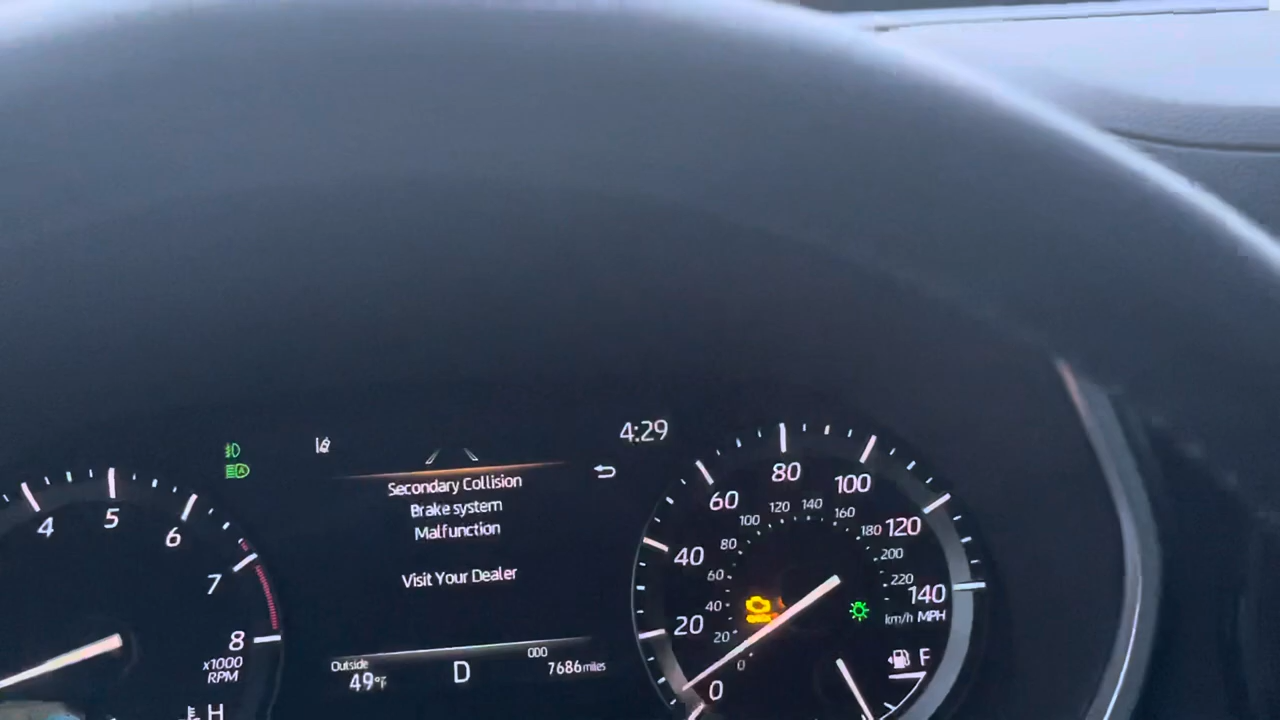 4:29
Secondary Collision
Brake system
Malfunction
Visit Your Dealer
Outside
49°F
D
000
7686 miles
4
5
6
7
8
x1000
RPM
H
0
20
40
60
80
100
120
140
km/h MPH
0
20
40
60
80
100
120
140
160
180
200
220
F